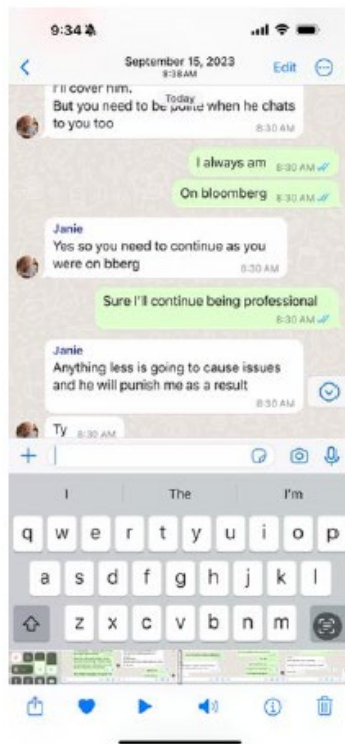 9:34
September 15, 2023
8:38 AM
Edit
I'll cover him.
Today
But you need to be polite when he chats
to you too
8:30 AM
I always am 8:30 AM
On bloomberg 8:30 AM
Janie
Yes so you need to continue as you
were on bberg
8:30 AM
Sure I'll continue being professional
8:30 AM
Janie
Anything less is going to cause issues
and he will punish me as a result
8:30 AM
Ty 8:30 AM
I The I'm
q w e r t y u i o p
a s d f g h j k l
z x c v b n m